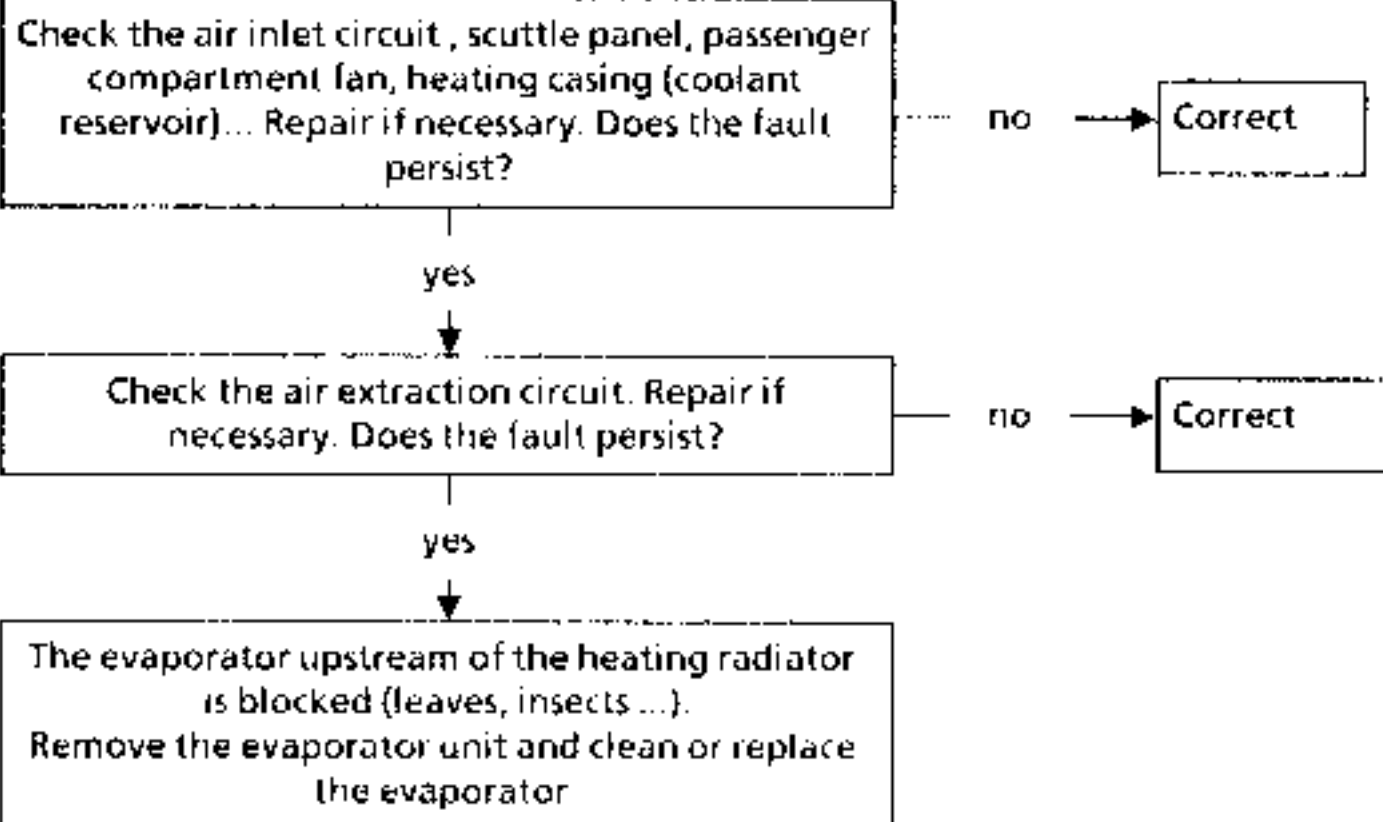 Check the air inlet circuit , scuttle panel, passenger
compartment fan, heating casing (coolant
reservoir)... Repair if necessary. Does the fault
persist?
no
Correct
yes
Check the air extraction circuit. Repair if
necessary. Does the fault persist?
no
Correct
yes
The evaporator upstream of the heating radiator
is blocked (leaves, insects ...).
Remove the evaporator unit and clean or replace
the evaporator